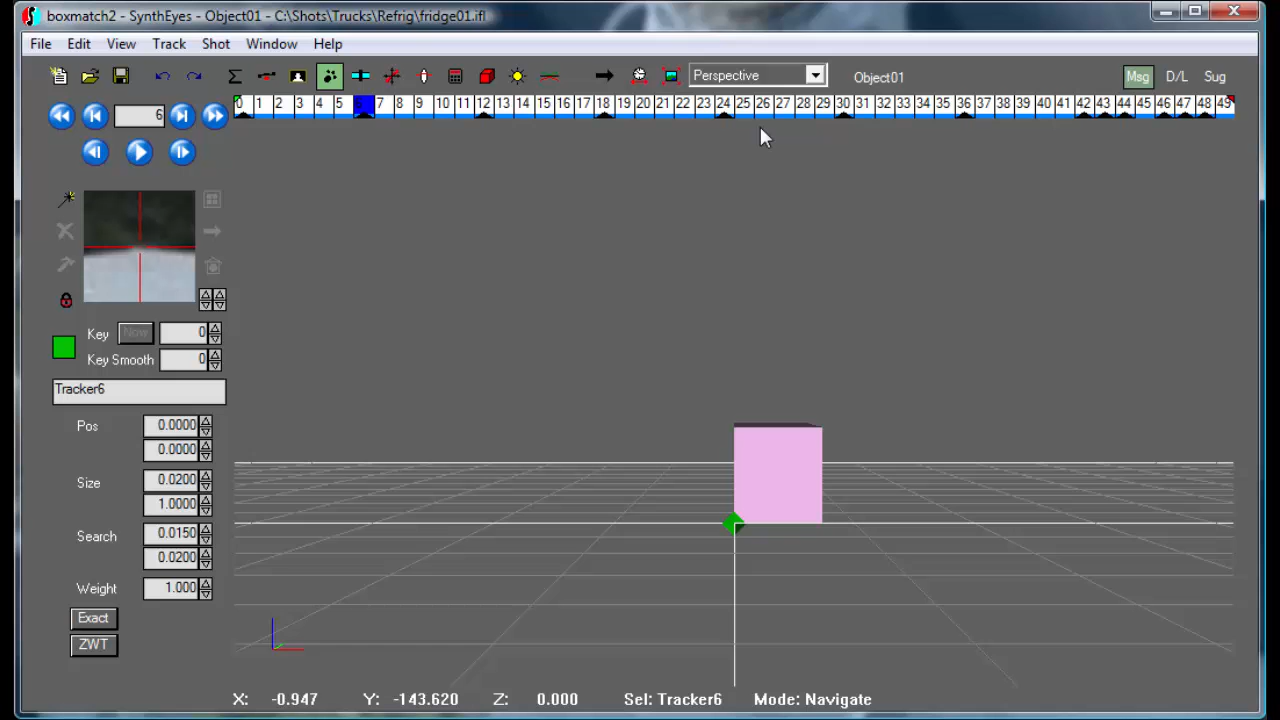 boxmatch2 - SynthEyes - Object01 - C:\Shots\Trucks\Refrig\fridge01.ifl
File Edit View Track Shot Window Help
Perspective Object01 Msg D/L Sug
6 0 1 2 3 4 5 6 7 8 9 10 11 12 13 14 15 16 17 18 19 20 21 22 23 24 25 26 27 28 29 30 31 32 33 34 35 36 37 38 39 40 41 42 43 44 45 46 47 48 49
Key Now 0
Key Smooth 0
Tracker6
Pos 0.0000
0.0000
Size 0.0200
1.0000
Search 0.0150
0.0200
Weight 1.000
Exact
ZWT
X: -0.947 Y: -143.620 Z: 0.000 Sel: Tracker6 Mode: Navigate